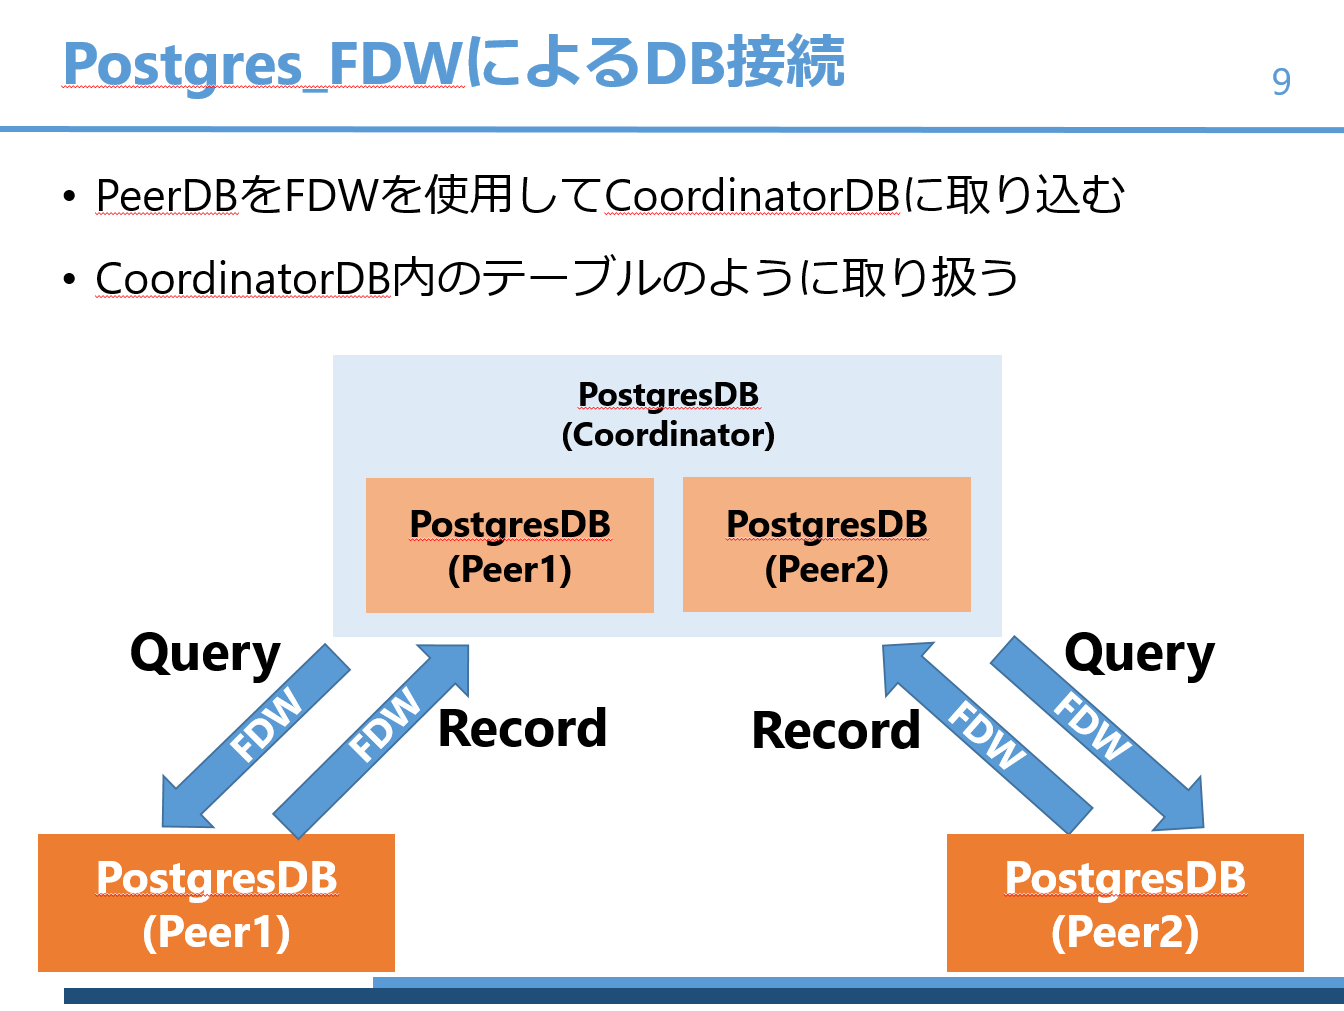 Postgres_FDWによるDB接続
9
• PeerDBをFDWを使用してCoordinatorDBに取り込む
• CoordinatorDB内のテーブルのように取り扱う
PostgresDB
(Coordinator)
PostgresDB
(Peer1)
PostgresDB
(Peer2)
Query
FDW
FDW
Record
Record
FDW
FDW
Query
PostgresDB
(Peer1)
PostgresDB
(Peer2)